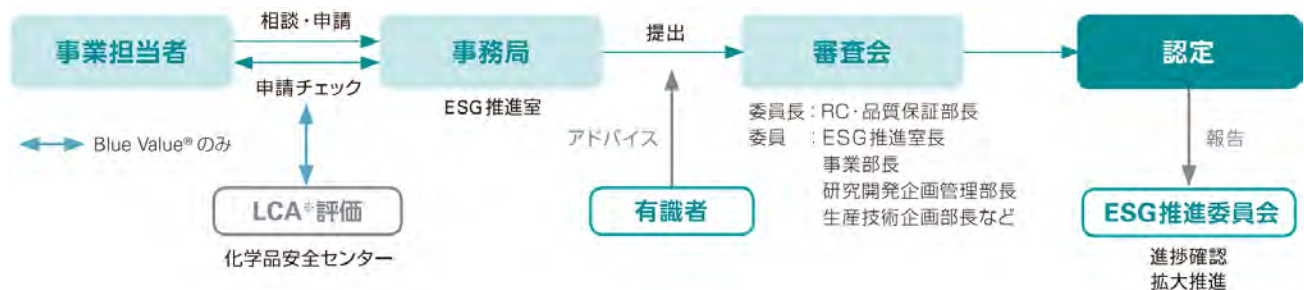 相談・申請
事業担当者
申請チェック
事務局
ESG推進室
提出
審査会
認定
委員長：RC・品質保証部長
委員　：ESG推進室長
事業部長
研究開発企画管理部長
生産技術企画部長など
Blue Value®のみ
アドバイス
報告
LCA※評価
化学品安全センター
有識者
ESG推進委員会
進捗確認
拡大推進